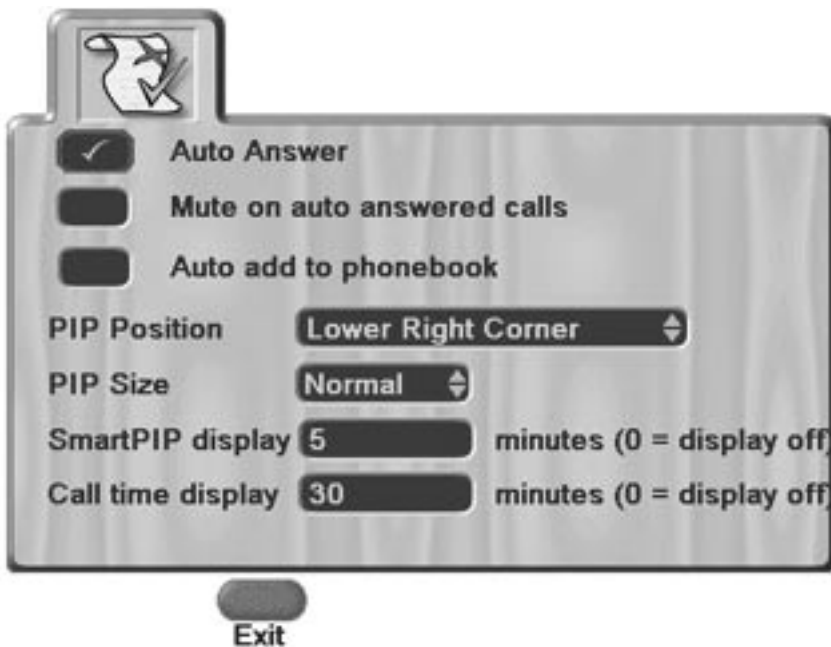 Auto Answer
Mute on auto answered calls
Auto add to phonebook
PIP Position Lower Right Corner
PIP Size Normal
SmartPIP display 5 minutes (0 = display off)
Call time display 30 minutes (0 = display off)
Exit